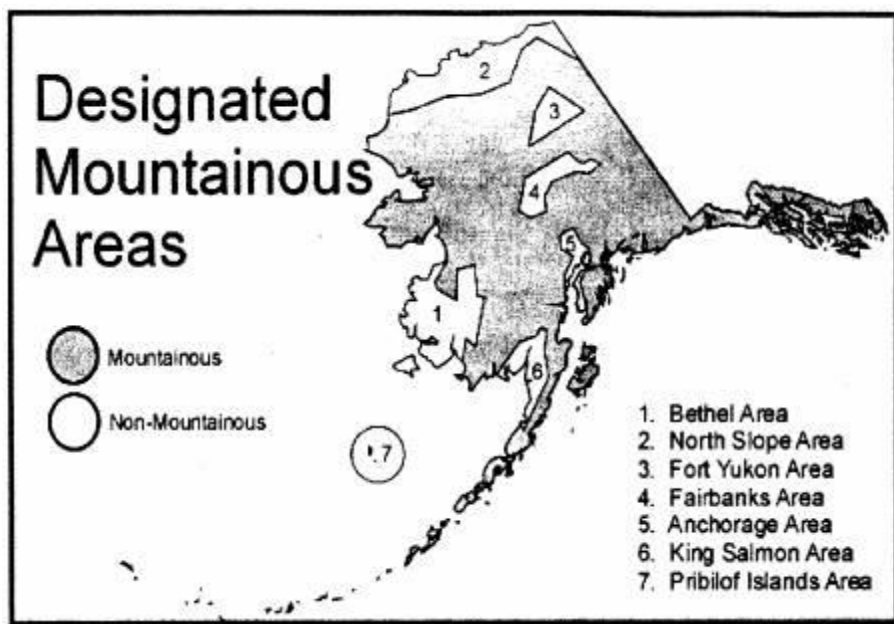 Designated
Mountainous
Areas
Mountainous
Non-Mountainous
1
2
3
4
5
6
7
1. Bethel Area
2. North Slope Area
3. Fort Yukon Area
4. Fairbanks Area
5. Anchorage Area
6. King Salmon Area
7. Pribilof Islands Area